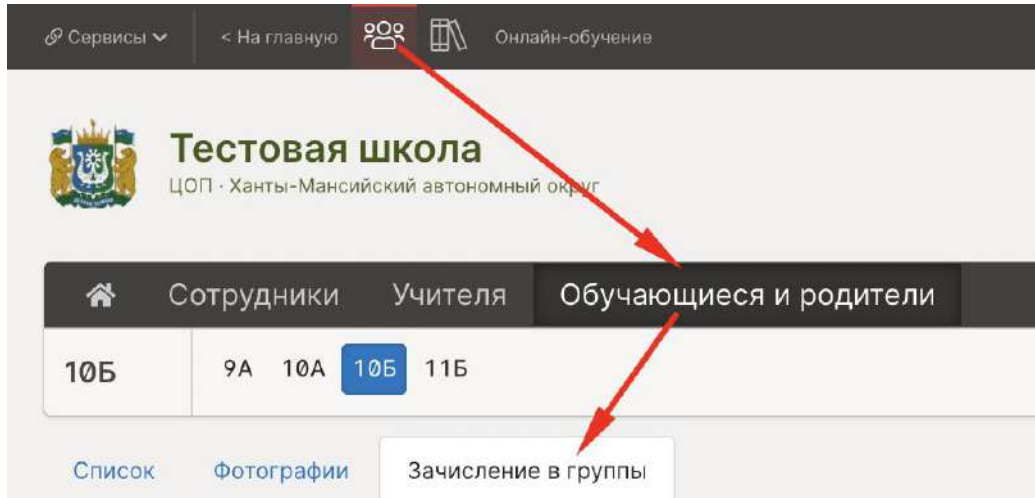 Сервисы < На главную Онлайн-обучение
Тестовая школа
ЦОП · Ханты-Мансийский автономный округ
Сотрудники Учителя Обучающиеся и родители
10Б 9А 10А 10Б 11Б
Список Фотографии Зачисление в группы